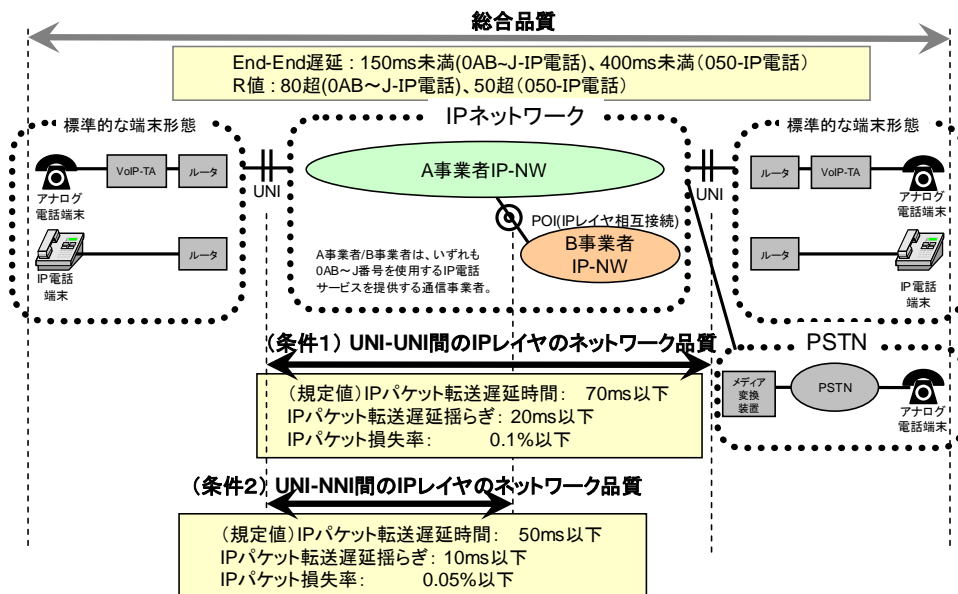 総合品質
End-End遅延 : 150ms未満(0AB~J-IP電話)、400ms未満(050-IP電話)
R値 : 80超(0AB～J-IP電話)、50超(050-IP電話)
標準的な端末形態
アナログ
電話端末
VoIP-TA
ルータ
IP電話
端末
ルータ
UNI
IPネットワーク
A事業者IP-NW
POI(IPレイヤ相互接続)
B事業者
IP-NW
A事業者/B事業者は、いずれも
0AB～J番号を使用するIP電話
サービスを提供する通信事業者。
UNI
標準的な端末形態
ルータ
VoIP-TA
アナログ
電話端末
ルータ
IP電話
端末
PSTN
メディア
変換
装置
PSTN
アナログ
電話端末
(条件1) UNI-UNI間のIPレイヤのネットワーク品質
(規定値)IPパケット転送遅延時間: 70ms以下
IPパケット転送遅延揺らぎ: 20ms以下
IPパケット損失率: 0.1%以下
(条件2) UNI-NNI間のIPレイヤのネットワーク品質
(規定値)IPパケット転送遅延時間: 50ms以下
IPパケット転送遅延揺らぎ: 10ms以下
IPパケット損失率: 0.05%以下